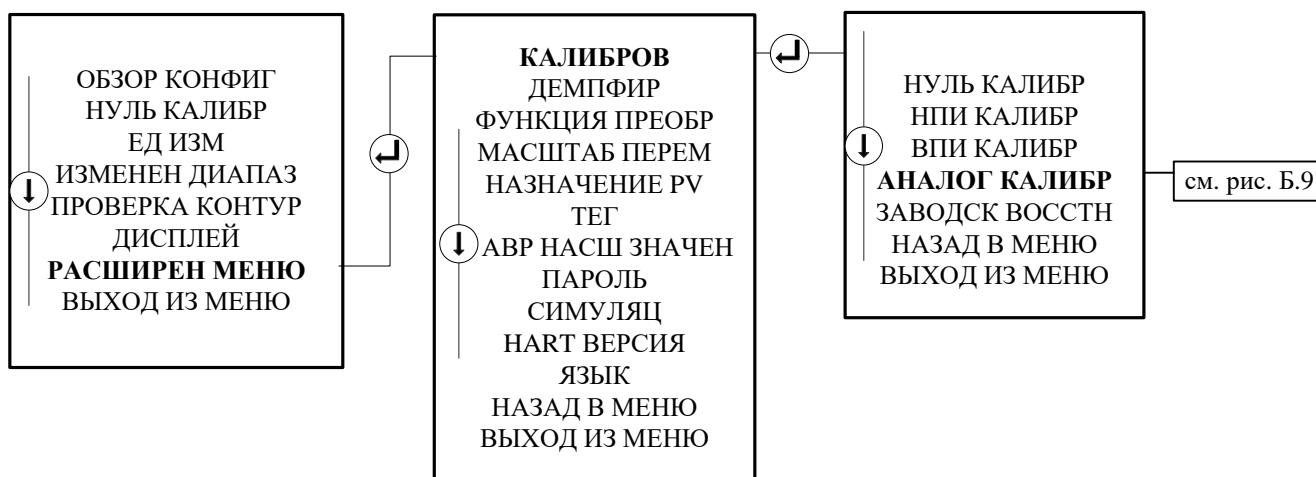 ОБЗОР КОНФИГ
НУЛЬ КАЛИБР
ЕД ИЗМ
ИЗМЕНЕН ДИАПАЗ
ПРОВЕРКА КОНТУР
ДИСПЛЕЙ
РАСШИРЕН МЕНЮ
ВЫХОД ИЗ МЕНЮ
КАЛИБРОВ
ДЕМПФИР
ФУНКЦИЯ ПРЕОБР
МАСШТАБ ПЕРЕМ
НАЗНАЧЕНИЕ PV
ТЕГ
АВР НАСШ ЗНАЧЕН
ПАРОЛЬ
СИМУЛЯЦ
HART ВЕРСИЯ
ЯЗЫК
НАЗАД В МЕНЮ
ВЫХОД ИЗ МЕНЮ
НУЛЬ КАЛИБР
НПИ КАЛИБР
ВПИ КАЛИБР
АНАЛОГ КАЛИБР
ЗАВОДСК ВОССТН
НАЗАД В МЕНЮ
ВЫХОД ИЗ МЕНЮ
см. рис. Б.9